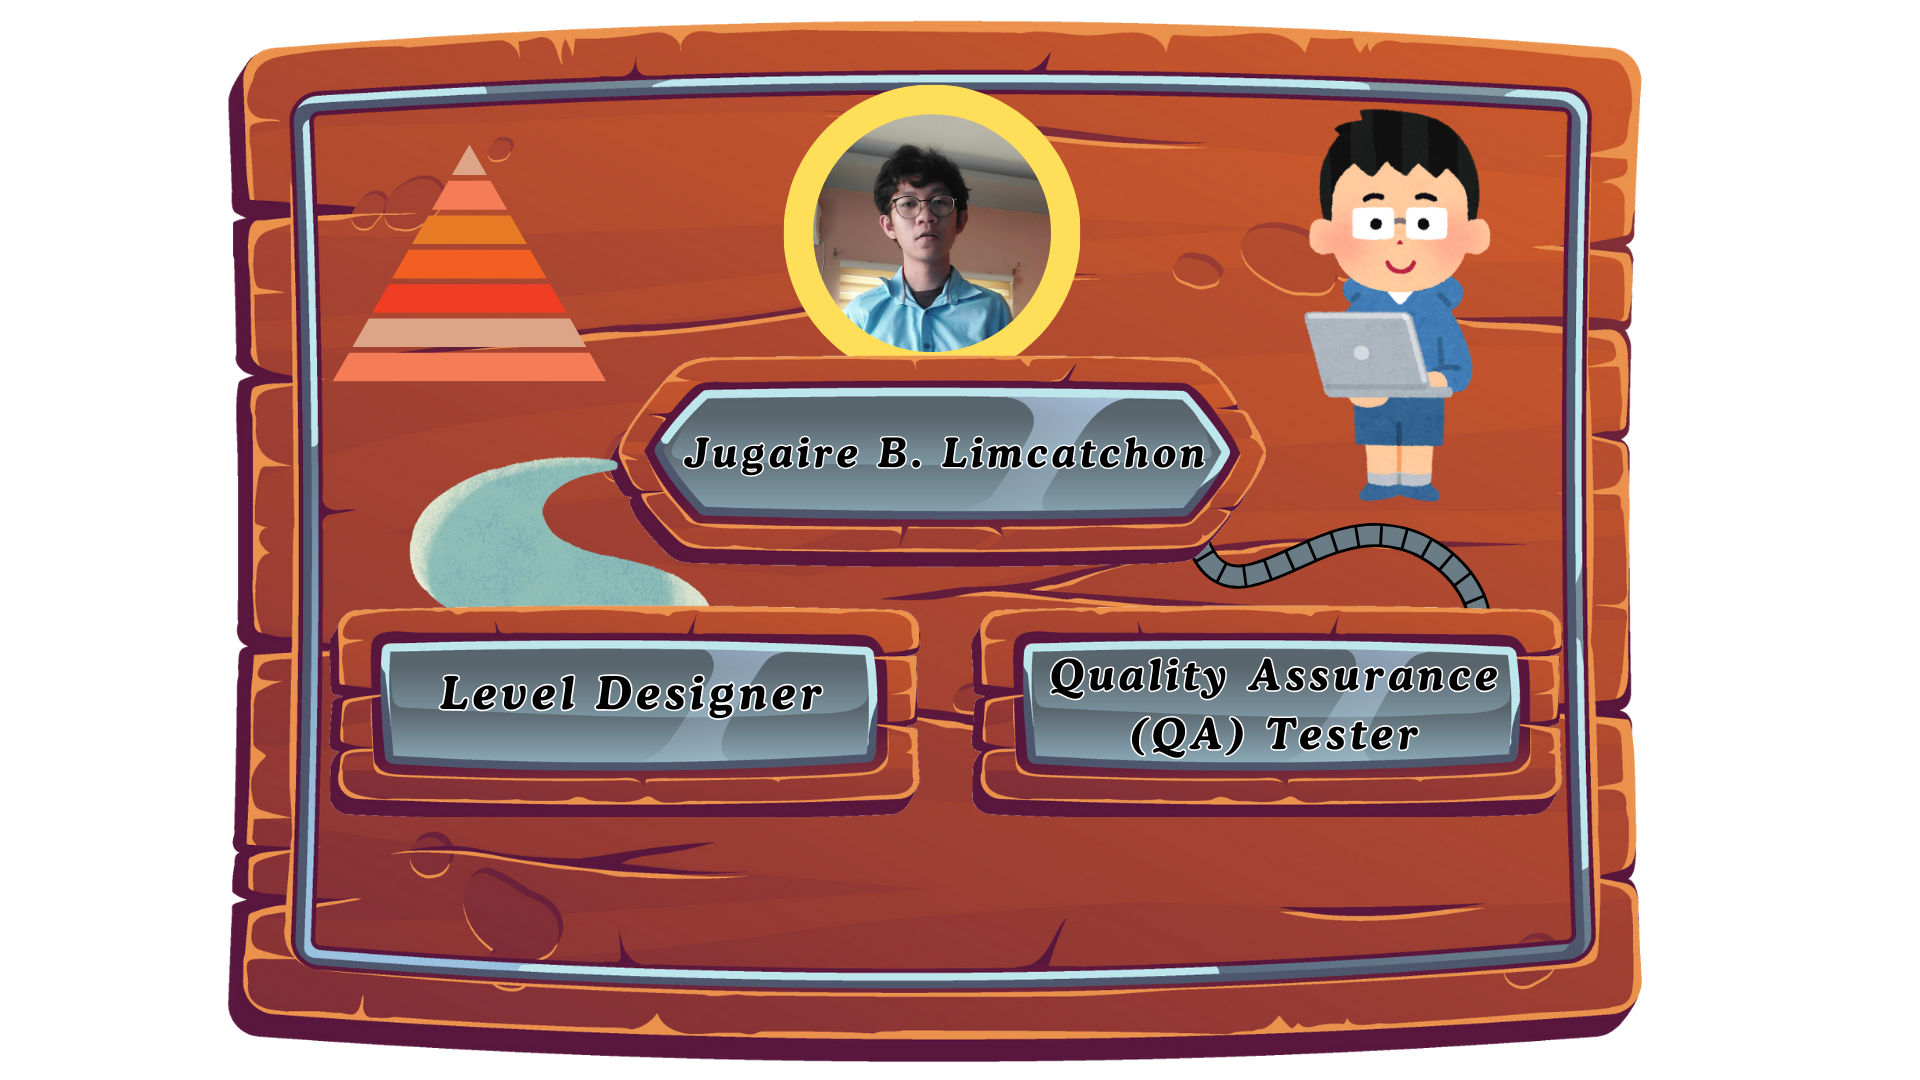 Jugaire B. Limcatchon
Level Designer
Quality Assurance
(QA) Tester